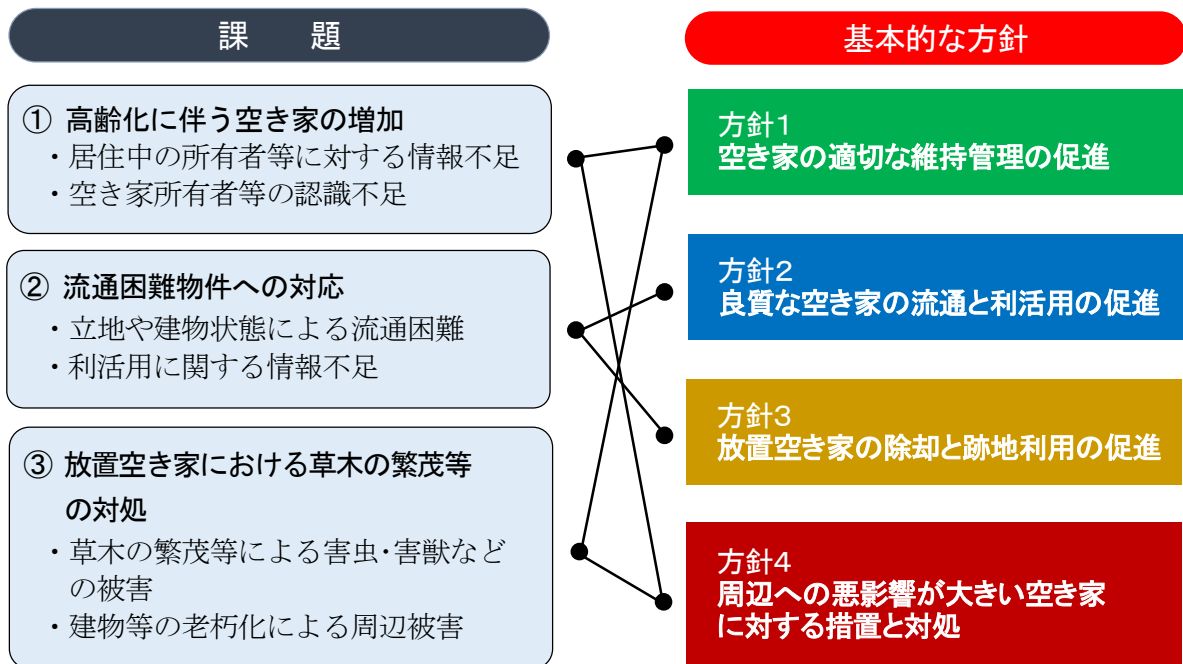 課　題
① 高齢化に伴う空き家の増加
・居住中の所有者等に対する情報不足
・空き家所有者等の認識不足
② 流通困難物件への対応
・立地や建物状態による流通困難
・利活用に関する情報不足
③ 放置空き家における草木の繁茂等
の対処
・草木の繁茂等による害虫・害獣など
の被害
・建物等の老朽化による周辺被害
基本的な方針
方針1
空き家の適切な維持管理の促進
方針2
良質な空き家の流通と利活用の促進
方針3
放置空き家の除却と跡地利用の促進
方針4
周辺への悪影響が大きい空き家
に対する措置と対処